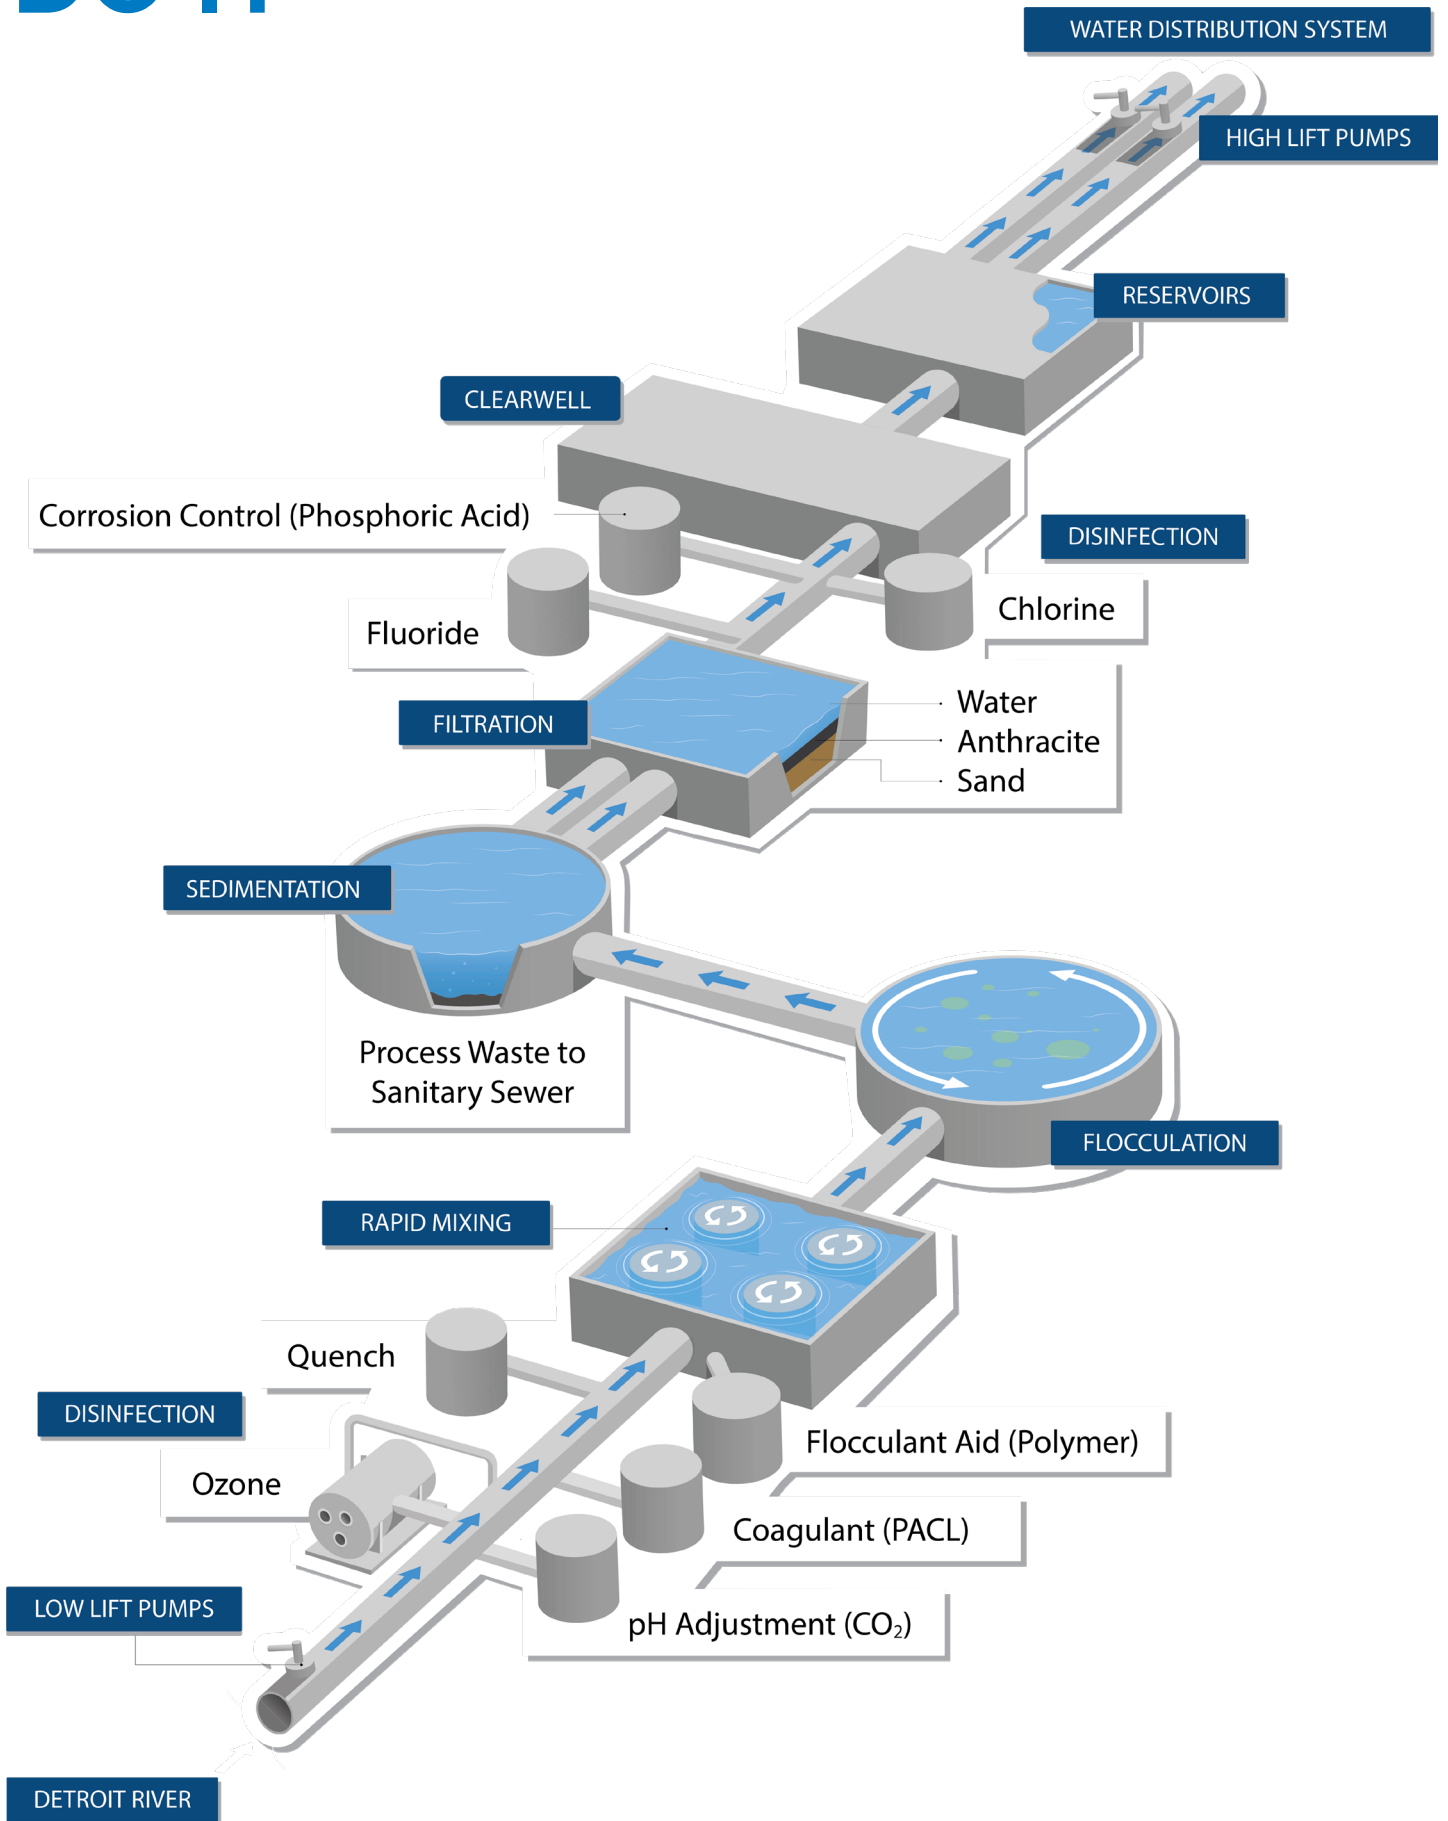 WATER DISTRIBUTION SYSTEM
HIGH LIFT PUMPS
RESERVOIRS
CLEARWELL
Corrosion Control (Phosphoric Acid)
DISINFECTION
Chlorine
Fluoride
Water
FILTRATION
Anthracite
Sand
SEDIMENTATION
Process Waste to
Sanitary Sewer
FLOCCULATION
RAPID MIXING
Quench
DISINFECTION
Flocculant Aid (Polymer)
Ozone
Coagulant (PACL)
LOW LIFT PUMPS
pH Adjustment (CO₂)
DETROIT RIVER